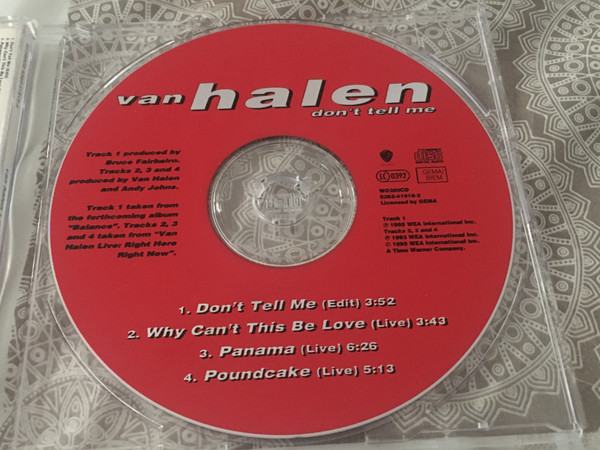 van halen
don't tell me
Track 1 produced by
Bruce Fairbairn.
Tracks 2, 3 and 4
produced by Van Halen
and Andy Johns.
Track 1 taken from
the forthcoming album
"Balance", Tracks 2, 3
and 4 taken from "Van
Halen Live: Right Here
Right Now".
LC 0392
GEMA/
BIEM
Licensed by GEMA
Track 1
℗ 1995 WEA International Inc.
Tracks 2, 3 and 4
℗ 1993 WEA International Inc.
© 1995 WEA International Inc.
A Time Warner Company.
1. Don't Tell Me (Edit) 3:52
2. Why Can't This Be Love (Live) 3:43
3. Panama (Live) 6:26
4. Poundcake (Live) 5:13